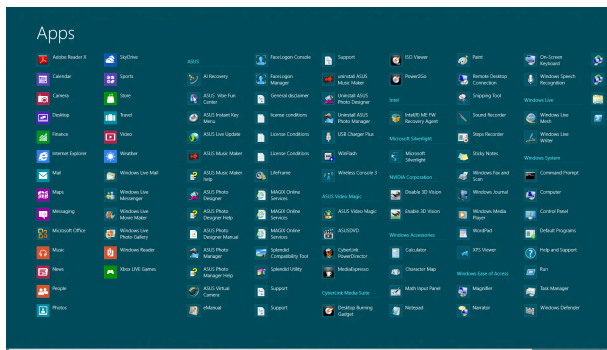 Apps
Adobe Reader X
Calendar
Camera
Desktop
Finance
Internet Explorer
Mail
Maps
Messaging
Microsoft Office
Music
News
People
Photos
SkyDrive
Sports
Store
Travel
Video
Weather
Windows Live Mail
Windows Live
Messenger
Windows Live
Movie Maker
Windows Live
Photo Gallery
Windows Reader
Xbox LIVE Games
ASUS
AI Recovery
ASUS Vibe Fun
Center
ASUS Instant Key
Menu
ASUS Live Update
ASUS Music Maker
ASUS Music Maker
help
ASUS Photo
Designer
ASUS Photo
Designer Help
ASUS Photo
Designer Manual
ASUS Photo
Manager
ASUS Photo
Manager Help
ASUS Virtual
Camera
eManual
FaceLogon Console
FaceLogon
Manager
General disclaimer
license conditions
License Conditions
License Conditions
LifeFrame
MAGIX Online
Services
MAGIX Online
Services
MAGIX Online
Services
Splendid
Compatibility Tool
Splendid Utility
Support
Support
Support
uninstall ASUS
Music Maker
Uninstall ASUS
Photo Designer
Uninstall ASUS
Photo Manager
USB Charger Plus
WinFlash
Wireless Console 3
ASUS Video Magic
ASUS Video Magic
ASUSDVD
CyberLink
PowerDirector
MediaEspresso
CyberLink Media Suite
Desktop Burning
Gadget
ISO Viewer
Power2Go
Intel
Intel(R) ME FW
Recovery Agent
Microsoft Silverlight
Microsoft
Silverlight
NVIDIA Corporation
Disable 3D Vision
Enable 3D Vision
Windows Accessories
Calculator
Character Map
Math Input Panel
Notepad
Paint
Remote Desktop
Connection
Snipping Tool
Sound Recorder
Steps Recorder
Sticky Notes
Windows Fax and
Scan
Windows Journal
Windows Media
Player
WordPad
XPS Viewer
Windows Ease of Access
Magnifier
Narrator
On-Screen
Keyboard
Windows Speech
Recognition
Windows Live
Windows Live
Mesh
Windows Live
Writer
Windows System
Command Prompt
Computer
Control Panel
Default Programs
Help and Support
Run
Task Manager
Windows Defender